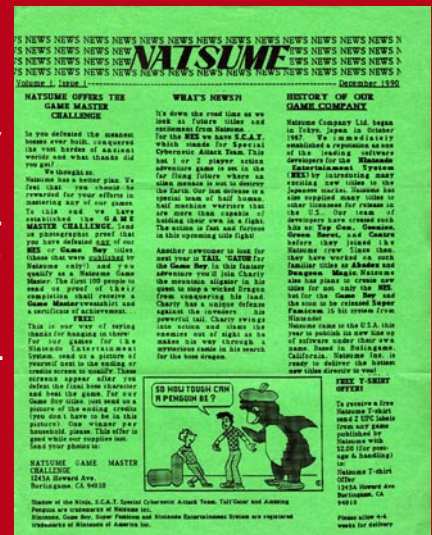 S NEWS NEWS NEWS NEWS NEWS NEWS NEWS NEWS NEWS NEWS N
NATSUME
Volume 1, Issue 1 December 1990
NATSUME OFFERS THE
GAME MASTER
CHALLENGE
So you defeated the meanest
bosses ever built, conquered
the vast hordes of ancient
worlds and what thanks did
you get?
We thought so.
Natsume has a better plan. We
feel that you should be
rewarded for your efforts in
mastering any of our games.
To this end we have
established the GAME
MASTER CHALLENGE. Send
us photographic proof that
you have defeated any of our
NES or Game Boy titles.
(those that were published by
Natsume only!) and you
qualify as a Natsume Game
Master. The first 100 people to
send us proof of their
completion shall receive a
Game Master sweatshirt and
a certificate of achievement. . .
FREE!
This is our way of saying
thanks for hanging in there!
For our games for the
Nintendo Entertainment
System, send us a picture of
yourself next to the ending or
credits screen to qualify. These
screens appear after you
defeat the final boss character
and beat the game. for our
Game Boy titles, just send us a
picture of the ending credits
(you don't have to be in this
picture). One winner per
household, please. This offer is
good while our supplies last.
Send your photos to:
NATSUME GAME MASTER
CHALLENGE
1243A Howard Ave.
Burlingame, CA 94010
WHAT'S NEWS?!
It's down the road time as we
look at future titles and
excitement from Natsume. . .
for the NES we have S.C.A.T.
which stands for Special
Cybernetic Attack Team. This
hot 1 or 2 player action
adventure game is set in the
far flung future where an
alien menace is out to destroy
the Earth. Our last defense is a
special team of half human,
half machine warriors that
are more than capable of
holding their own in a fight.
The action is fast and furious
in this upcoming title fight!
Another newcomer to look for
next year is TAIL 'GATOR for
the Game Boy. in this fantasy
adventure you'll join Charly
the mountain aligator in his
quest to stop a wicked Dragon
from conquering his land.
Charly has a unique defense
against the invaders his
powerful tail. Charly swings
into action and slams the
enemies out of sight as he
makes his way through a
mysterious castle in his search
for the boss dragon.
HISTORY OF OUR
GAME COMPANY
Natsume Company Ltd. began
in Tokyo, Japan in October
1987. We immediately
established a reputation as one
of the leading software
developers for the Nintendo
Entertainment System
(NES) by introducing many
exciting new titles to the
Japanese market. Natsume has
also supplied many titles to
other licensees for release in
the U.S. Our team of
developers have created such
hits as Top Gun, Goonies,
Green Beret, and Contra
before they joined the
Natsume crew. Since then,
they have worked on such
familiar titles as Abadox and
Dungeon Magic. Natsume
also has plans to create new
titles for not only the NES,
but for the Game Boy and
the soon to be released Super
Famicom 16 bit system from
Nintendo!
Natsume came to the U.S.A. this
year to publish its new line up
of software under their own
name. Based in Burlingame,
California, Natsume Inc. is
ready to deliver the hottest
new titles directly to you!
SO HOW TOUGH CAN
A PENGUIN BE?
FREE T-SHIRT
OFFER!
To receive a free
Natsume T-shirt
send 2 UPC labels
from any game
published by
Natsume with
$2.00 (for post-
age & handling)
to:
Natsume T-shirt
Offer
1243A Howard Ave
Burlingame, CA
94010
Please allow 4-6
weeks for delivery
Shadow of the Ninja, S.C.A.T. Special Cybernetic Attack Team, Tail'Gator and Amazing
Penguin are trademarks of Natsume Inc.
Nintendo, Game Boy, Super Famicom and Nintendo Entertainment System are registered
trademarks of Nintendo of America Inc.